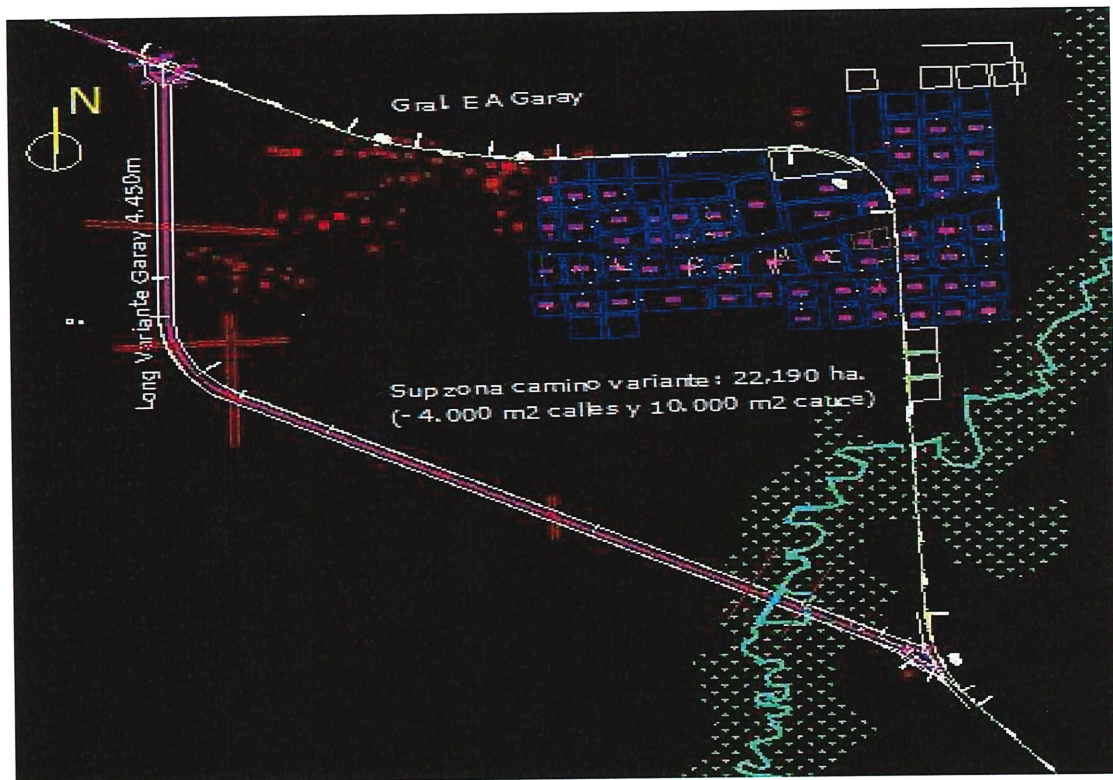 N
Gral. E A Garay
Long Variante Garay 4.450m
Sup zona camino variante: 22,190 ha.
(- 4.000 m2 calles y 10.000 m2 cauce)